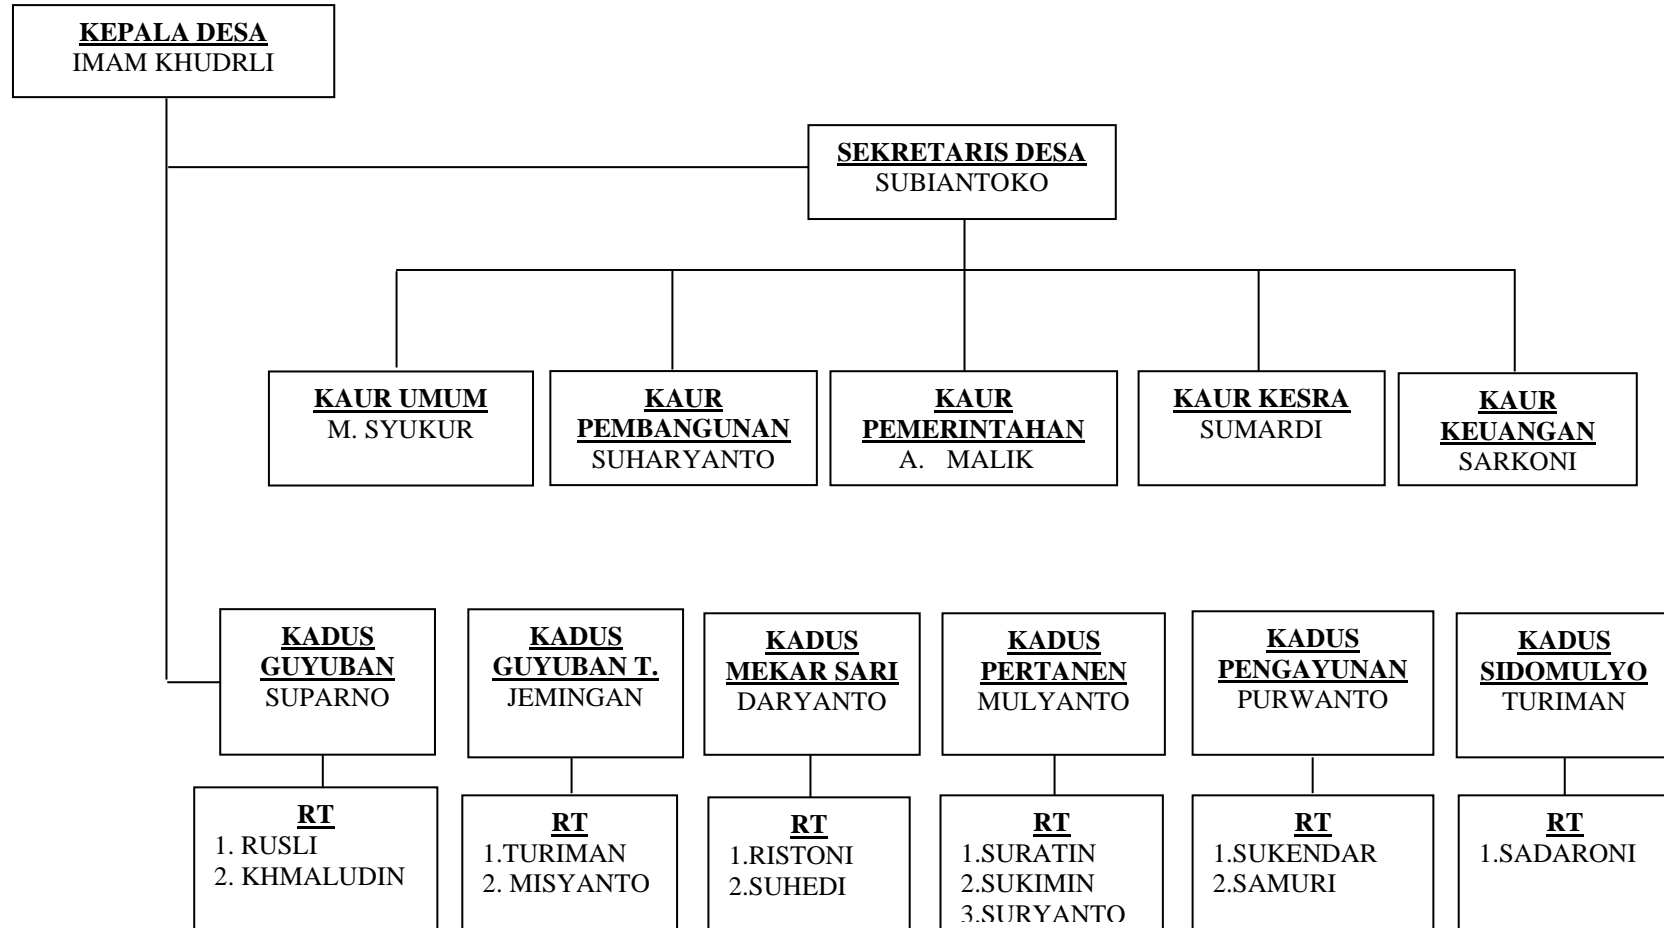 KEPALA DESA
IMAM KHUDRLI
SEKRETARIS DESA
SUBIANTOKO
KAUR UMUM
M. SYUKUR
KAUR
PEMBANGUNAN
SUHARYANTO
KAUR
PEMERINTAHAN
A. MALIK
KAUR KESRA
SUMARDI
KAUR
KEUANGAN
SARKONI
KADUS
GUYUBAN
SUPARNO
KADUS
GUYUBAN T.
JEMINGAN
KADUS
MEKAR SARI
DARYANTO
KADUS
PERTANEN
MULYANTO
KADUS
PENGAYUNAN
PURWANTO
KADUS
SIDOMULYO
TURIMAN
RT
1. RUSLI
2. KHMALUDIN
RT
1.TURIMAN
2. MISYANTO
RT
1.RISTONI
2.SUHEDI
RT
1.SURATIN
2.SUKIMIN
3.SURYANTO
RT
1.SUKENDAR
2.SAMURI
RT
1.SADARONI